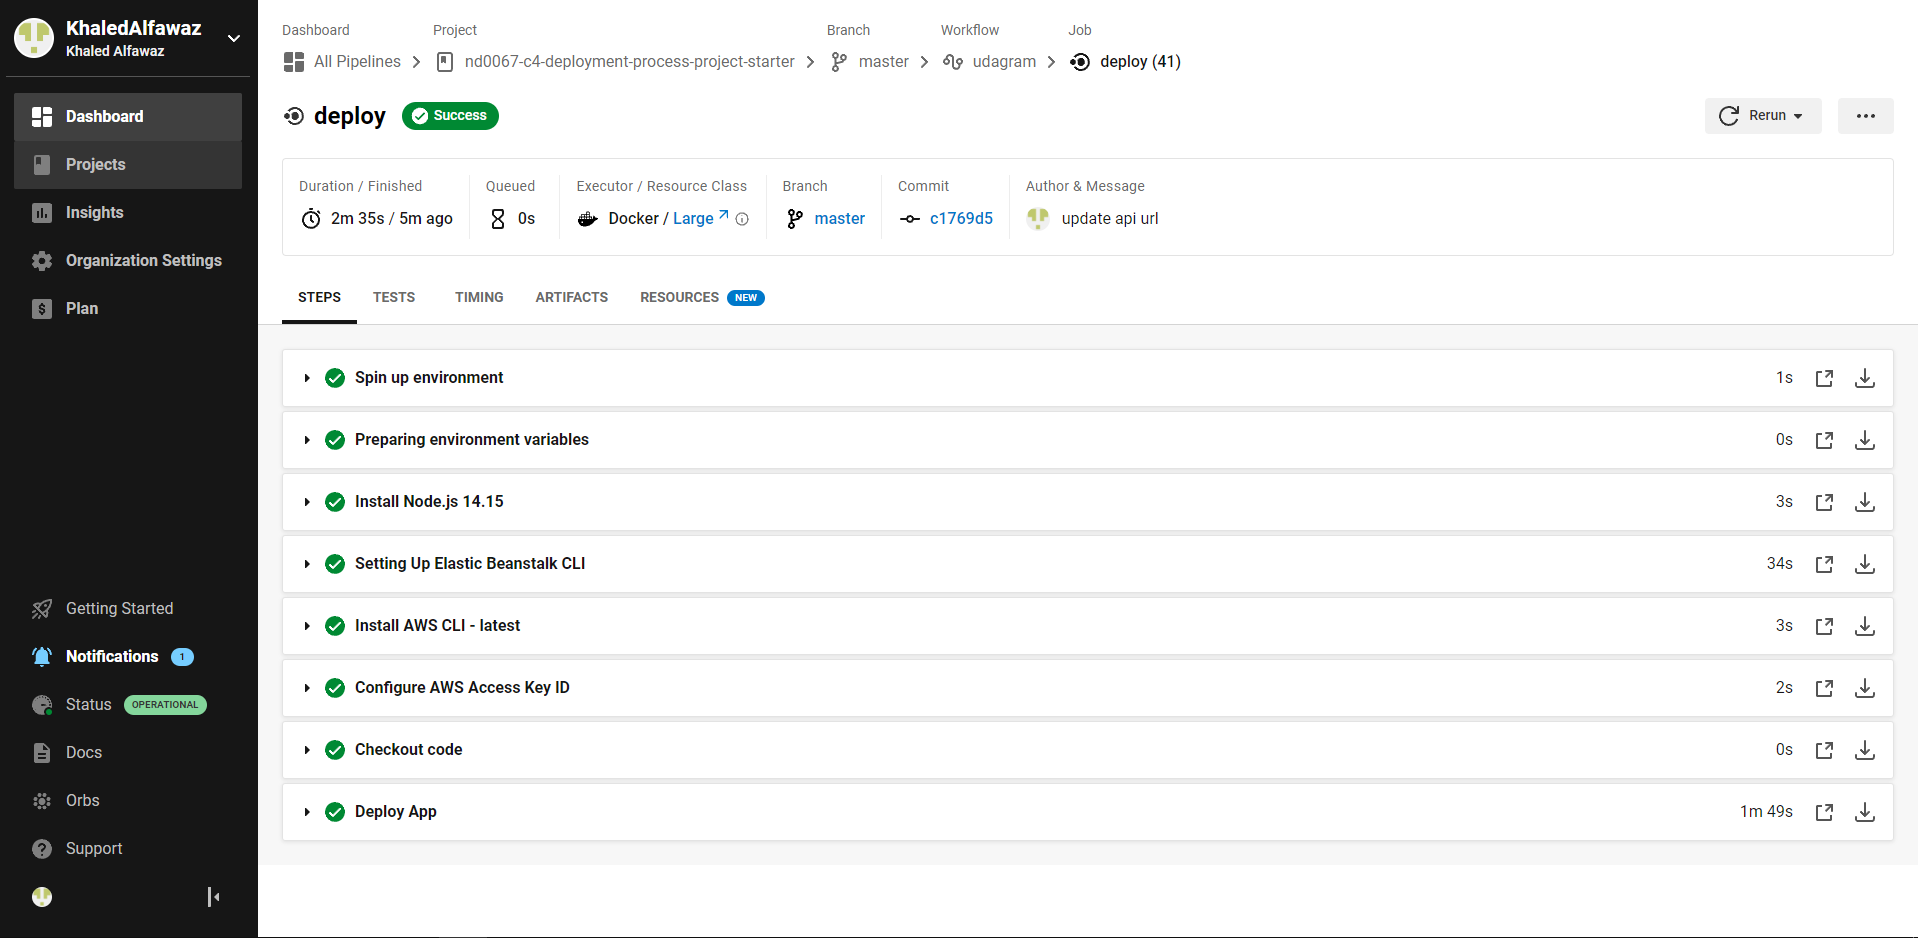 KhaledAlfawaz
Khaled Alfawaz
Dashboard
Projects
Insights
Organization Settings
Plan
Getting Started
Notifications 1
Status OPERATIONAL
Docs
Orbs
Support
Dashboard Project Branch Workflow Job
All Pipelines nd0067-c4-deployment-process-project-starter master udagram deploy (41)
deploy Success Rerun
Duration / Finished Queued Executor / Resource Class Branch Commit Author & Message
2m 35s / 5m ago 0s Docker / Large master c1769d5 update api url
STEPS TESTS TIMING ARTIFACTS RESOURCES NEW
Spin up environment 1s
Preparing environment variables 0s
Install Node.js 14.15 3s
Setting Up Elastic Beanstalk CLI 34s
Install AWS CLI - latest 3s
Configure AWS Access Key ID 2s
Checkout code 0s
Deploy App 1m 49s